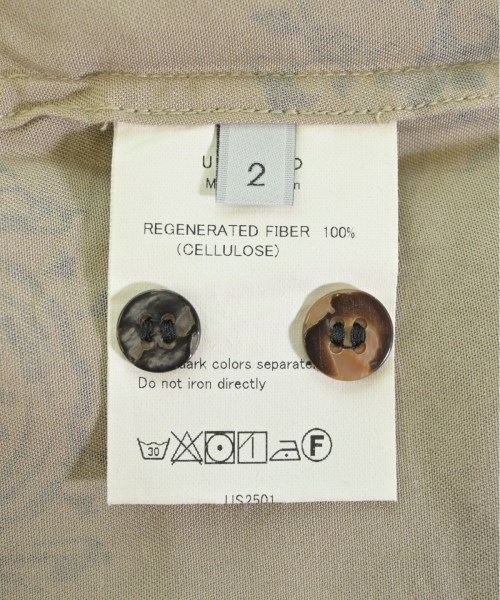 2
REGENERATED FIBER 100%
(CELLULOSE)
dark colors separate
Do not iron directly
30
F
US2501